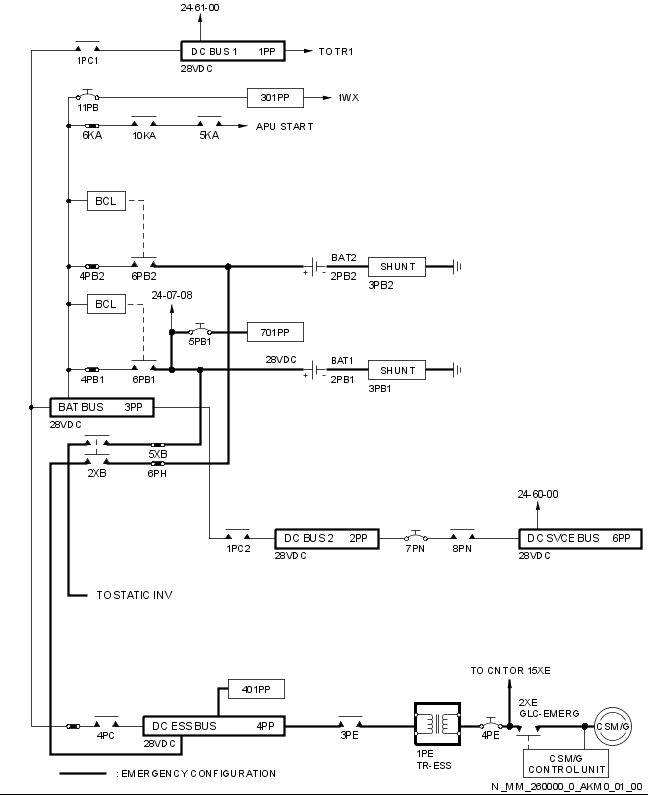 24-61-00
DC BUS 1 1PP
TO TR1
1PC1
28VDC
301PP
1WX
11PB
APU START
6KA
10KA
5KA
BCL
BAT2
SHUNT
4PB2
6PB2
+
-
2PB2
3PB2
24-07-08
BCL
701PP
5PB1
28VDC
BAT1
SHUNT
4PB1
6PB1
+
-
2PB1
3PB1
BAT BUS 3PP
28VDC
5XB
2XB
6PH
24-60-00
DC BUS 2 2PP
DC SVCE BUS 6PP
1PC2
28VDC
7PN
8PN
28VDC
TO STATIC INV
TO CNTOR 15XE
401PP
2XE
GLC-EMERG
DC ESS BUS 4PP
CSM/G
4PC
28VDC
3PE
1PE
TR-ESS
4PE
CSM/G
CONTROL UNIT
: EMERGENCY CONFIGURATION
N_MM_260000_0_AKM0_01_00